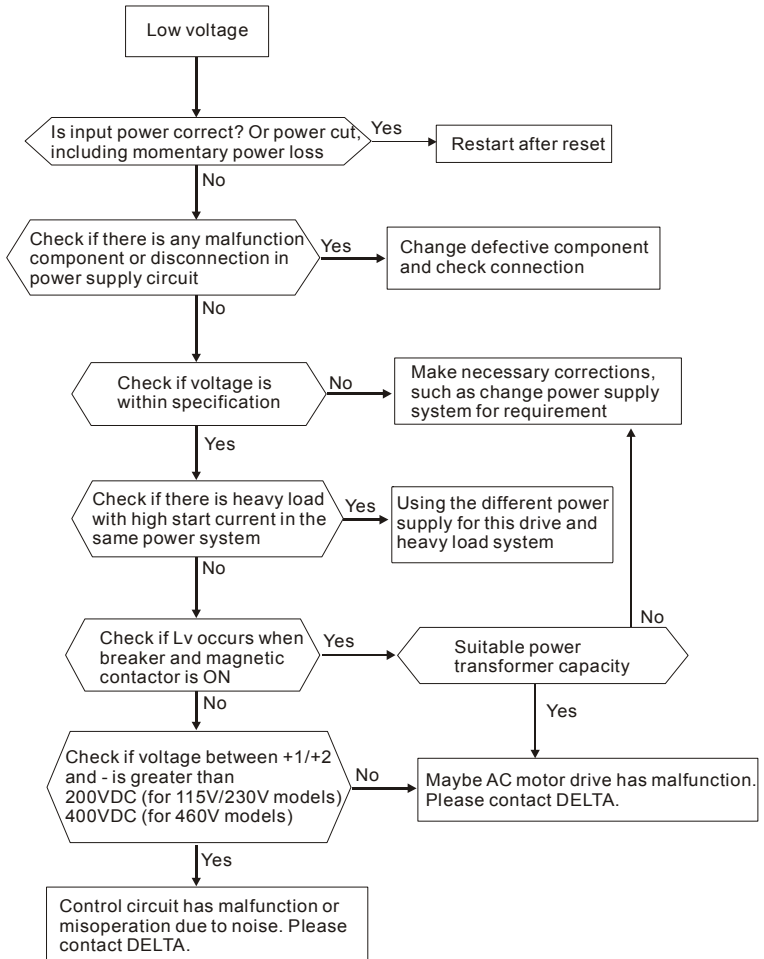 Low voltage
Is input power correct? Or power cut,
including momentary power loss
Yes
Restart after reset
No
Check if there is any malfunction
component or disconnection in
power supply circuit
Yes
Change defective component
and check connection
No
Check if voltage is
within specification
No
Make necessary corrections,
such as change power supply
system for requirement
Yes
Check if there is heavy load
with high start current in the
same power system
Yes
Using the different power
supply for this drive and
heavy load system
No
Check if Lv occurs when
breaker and magnetic
contactor is ON
Yes
Suitable power
transformer capacity
No
No
Yes
Check if voltage between +1/+2
and - is greater than
200VDC (for 115V/230V models)
400VDC (for 460V models)
No
Maybe AC motor drive has malfunction.
Please contact DELTA.
Yes
Control circuit has malfunction or
misoperation due to noise. Please
contact DELTA.